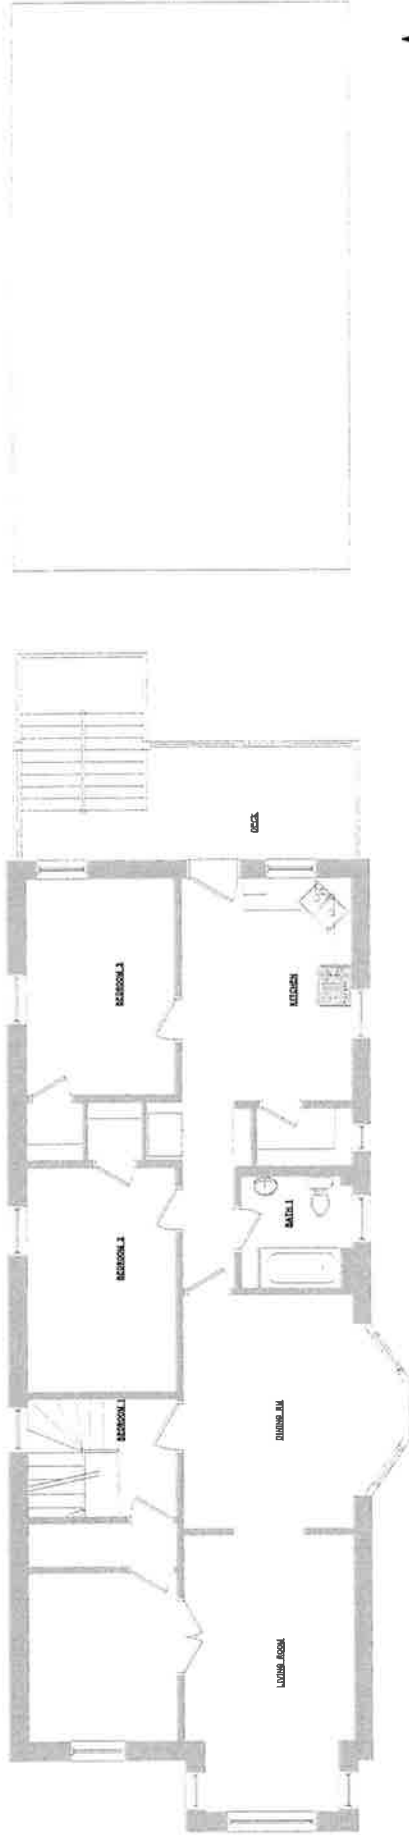 DECK
BEDROOM 3
KITCHEN
BEDROOM 2
BATH 1
BEDROOM 1
DINING RM
LIVING ROOM